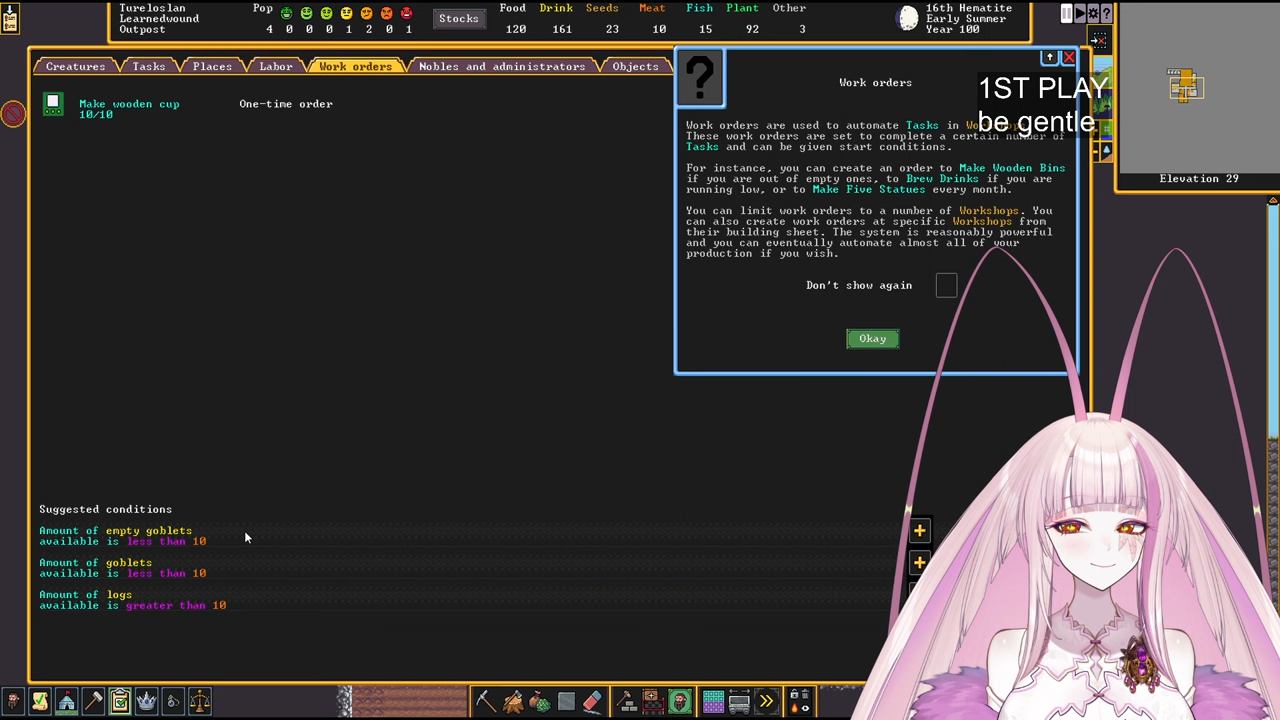 Tureloslan
Learnedwound
Outpost
Pop
4 0 0 0 1 2 0 1
Stocks
Food Drink Seeds Meat Fish Plant Other
120 161 23 10 15 92 3
16th Hematite
Early Summer
Year 100
Creatures Tasks Places Labor Work orders Nobles and administrators Objects
Make wooden cup One-time order
10/10
Work orders
1ST PLAY
be gentle
Work orders are used to automate Tasks in
These work orders are set to complete a certain number of
Tasks and can be given start conditions.
For instance, you can create an order to Make Wooden Bins
if you are out of empty ones, to Brew Drinks if you are
running low, or to Make Five Statues every month.
You can limit work orders to a number of Workshops. You
can also create work orders at specific Workshops from
their building sheet. The system is reasonably powerful
and you can eventually automate almost all of your
production if you wish.
Don't show again
Okay
Elevation 29
Suggested conditions
Amount of empty goblets
available is less than 10
Amount of goblets
available is less than 10
Amount of logs
available is greater than 10